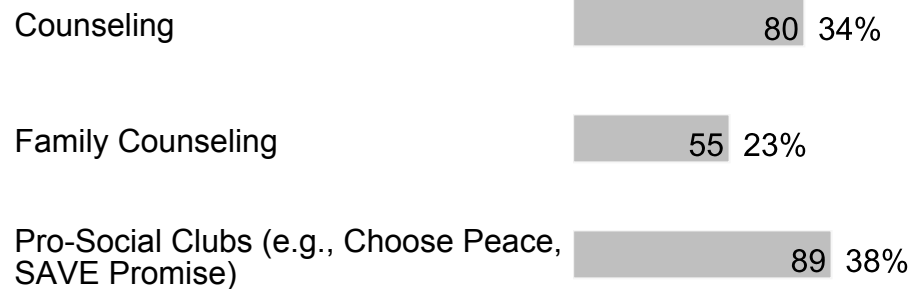 Counseling 80 34%
Family Counseling 55 23%
Pro-Social Clubs (e.g., Choose Peace,
SAVE Promise) 89 38%